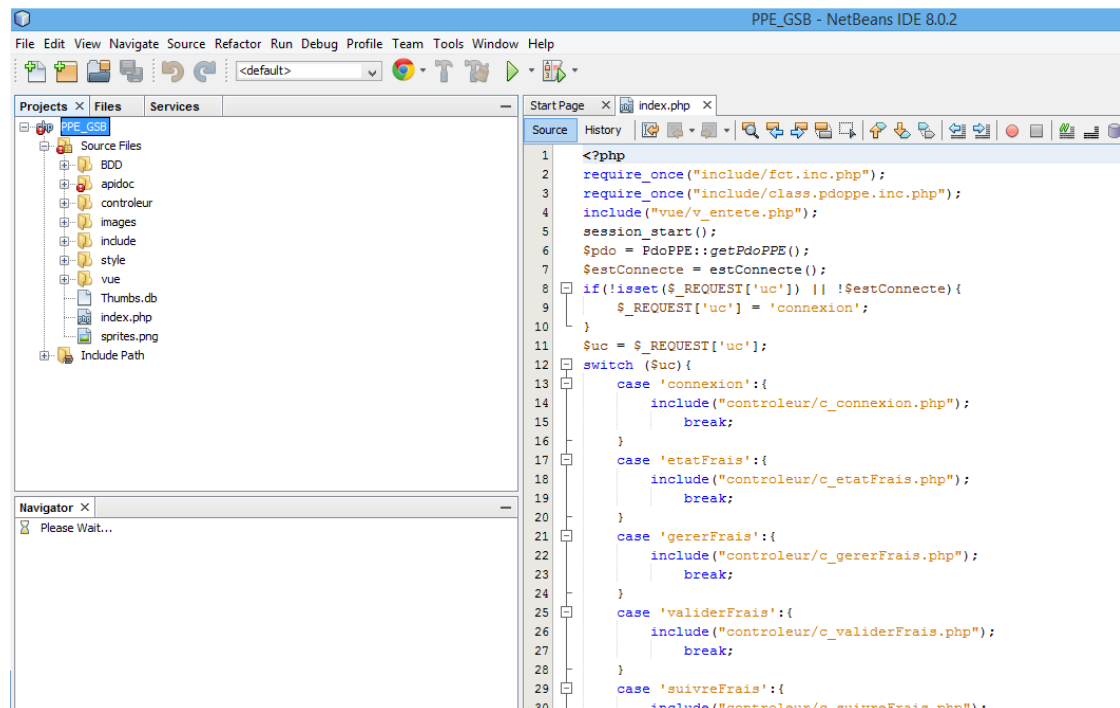 PPE_GSB - NetBeans IDE 8.0.2
File Edit View Navigate Source Refactor Run Debug Profile Team Tools Window Help
<default>
Projects Files Services
PPE_GSB
Source Files
BDD
apidoc
controleur
images
include
style
vue
Thumbs.db
index.php
sprites.png
Include Path
Navigator
Please Wait...
Start Page index.php
Source History
1 <?php
2 require_once("include/fct.inc.php");
3 require_once("include/class.pdoppe.inc.php");
4 include("vue/v_entete.php");
5 session_start();
6 $pdo = PdoPPE::getPdoPPE();
7 $estConnecte = estConnecte();
8 if(!isset($_REQUEST['uc']) || !$estConnecte){
9 $_REQUEST['uc'] = 'connexion';
10 }
11 $uc = $_REQUEST['uc'];
12 switch ($uc){
13 case 'connexion':{
14 include("controleur/c_connexion.php");
15 break;
16 }
17 case 'etatFrais':{
18 include("controleur/c_etatFrais.php");
19 break;
20 }
21 case 'gererFrais':{
22 include("controleur/c_gererFrais.php");
23 break;
24 }
25 case 'validerFrais':{
26 include("controleur/c_validerFrais.php");
27 break;
28 }
29 case 'suivreFrais':{
30 include("controleur/c_suivreFrais.php");